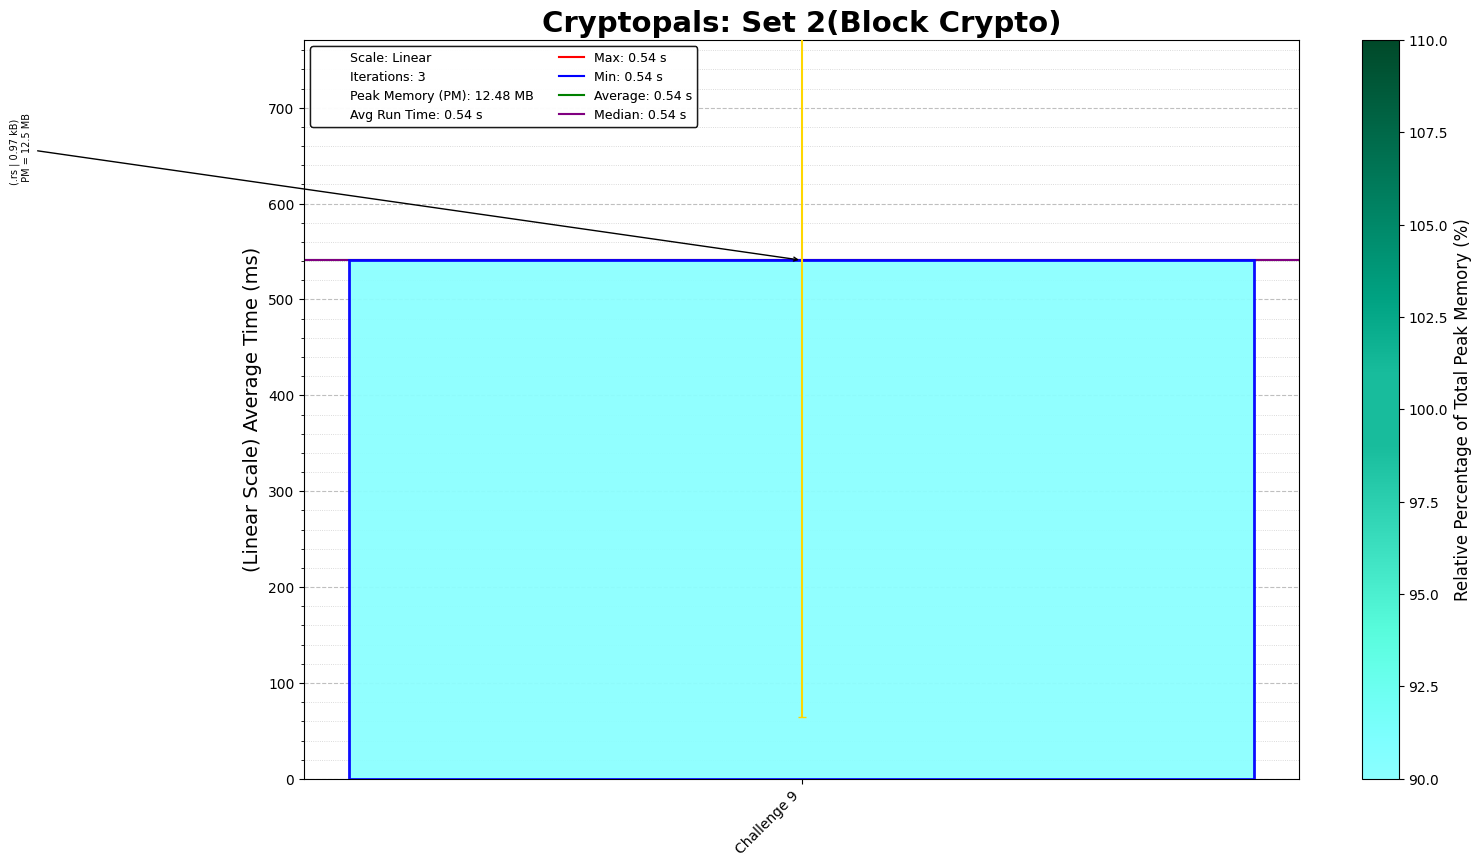 Cryptopals: Set 2(Block Crypto)
Scale: Linear
Iterations: 3
Peak Memory (PM): 12.48 MB
Avg Run Time: 0.54 s
Max: 0.54 s
Min: 0.54 s
Average: 0.54 s
Median: 0.54 s
(.rs | 0.97 kB)
PM = 12.5 MB
(Linear Scale) Average Time (ms)
700
600
500
400
300
200
100
0
Challenge 9
110.0
107.5
105.0
102.5
100.0
97.5
95.0
92.5
90.0
Relative Percentage of Total Peak Memory (%)